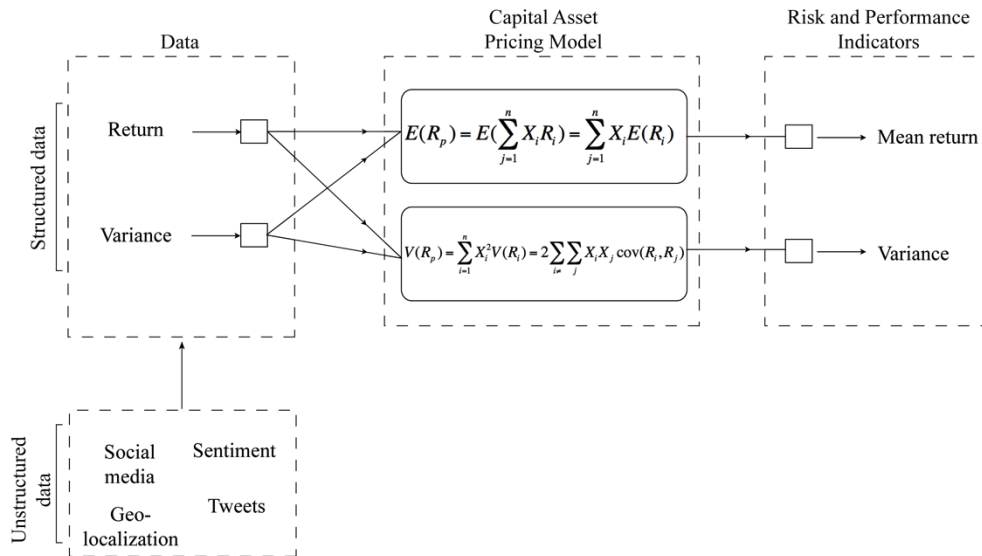 Data
Capital Asset
Pricing Model
Risk and Performance
Indicators
Structured data
Return
Variance
E(R_p) = E(∑_{j=1}^{n} X_i R_i) = ∑_{j=1}^{n} X_i E(R_i)
V(R_p) = ∑_{i=1}^{n} X_i^2 V(R_i) = 2∑_{i≠}∑_{j} X_i X_j cov(R_i, R_j)
Mean return
Variance
Unstructured
data
Social
media
Sentiment
Geo-
localization
Tweets